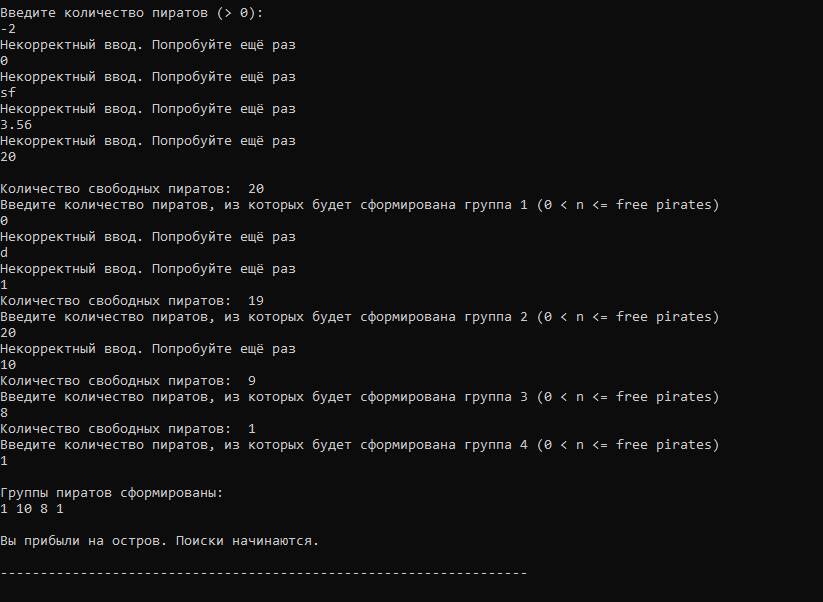 Введите количество пиратов (> 0):
-2
Некорректный ввод. Попробуйте ещё раз
0
Некорректный ввод. Попробуйте ещё раз
sf
Некорректный ввод. Попробуйте ещё раз
3.56
Некорректный ввод. Попробуйте ещё раз
20
Количество свободных пиратов:  20
Введите количество пиратов, из которых будет сформирована группа 1 (0 < n <= free pirates)
0
Некорректный ввод. Попробуйте ещё раз
d
Некорректный ввод. Попробуйте ещё раз
1
Количество свободных пиратов:  19
Введите количество пиратов, из которых будет сформирована группа 2 (0 < n <= free pirates)
20
Некорректный ввод. Попробуйте ещё раз
10
Количество свободных пиратов:  9
Введите количество пиратов, из которых будет сформирована группа 3 (0 < n <= free pirates)
8
Количество свободных пиратов:  1
Введите количество пиратов, из которых будет сформирована группа 4 (0 < n <= free pirates)
1
Группы пиратов сформированы:
1 10 8 1
Вы прибыли на остров. Поиски начинаются.
------------------------------------------------------------------